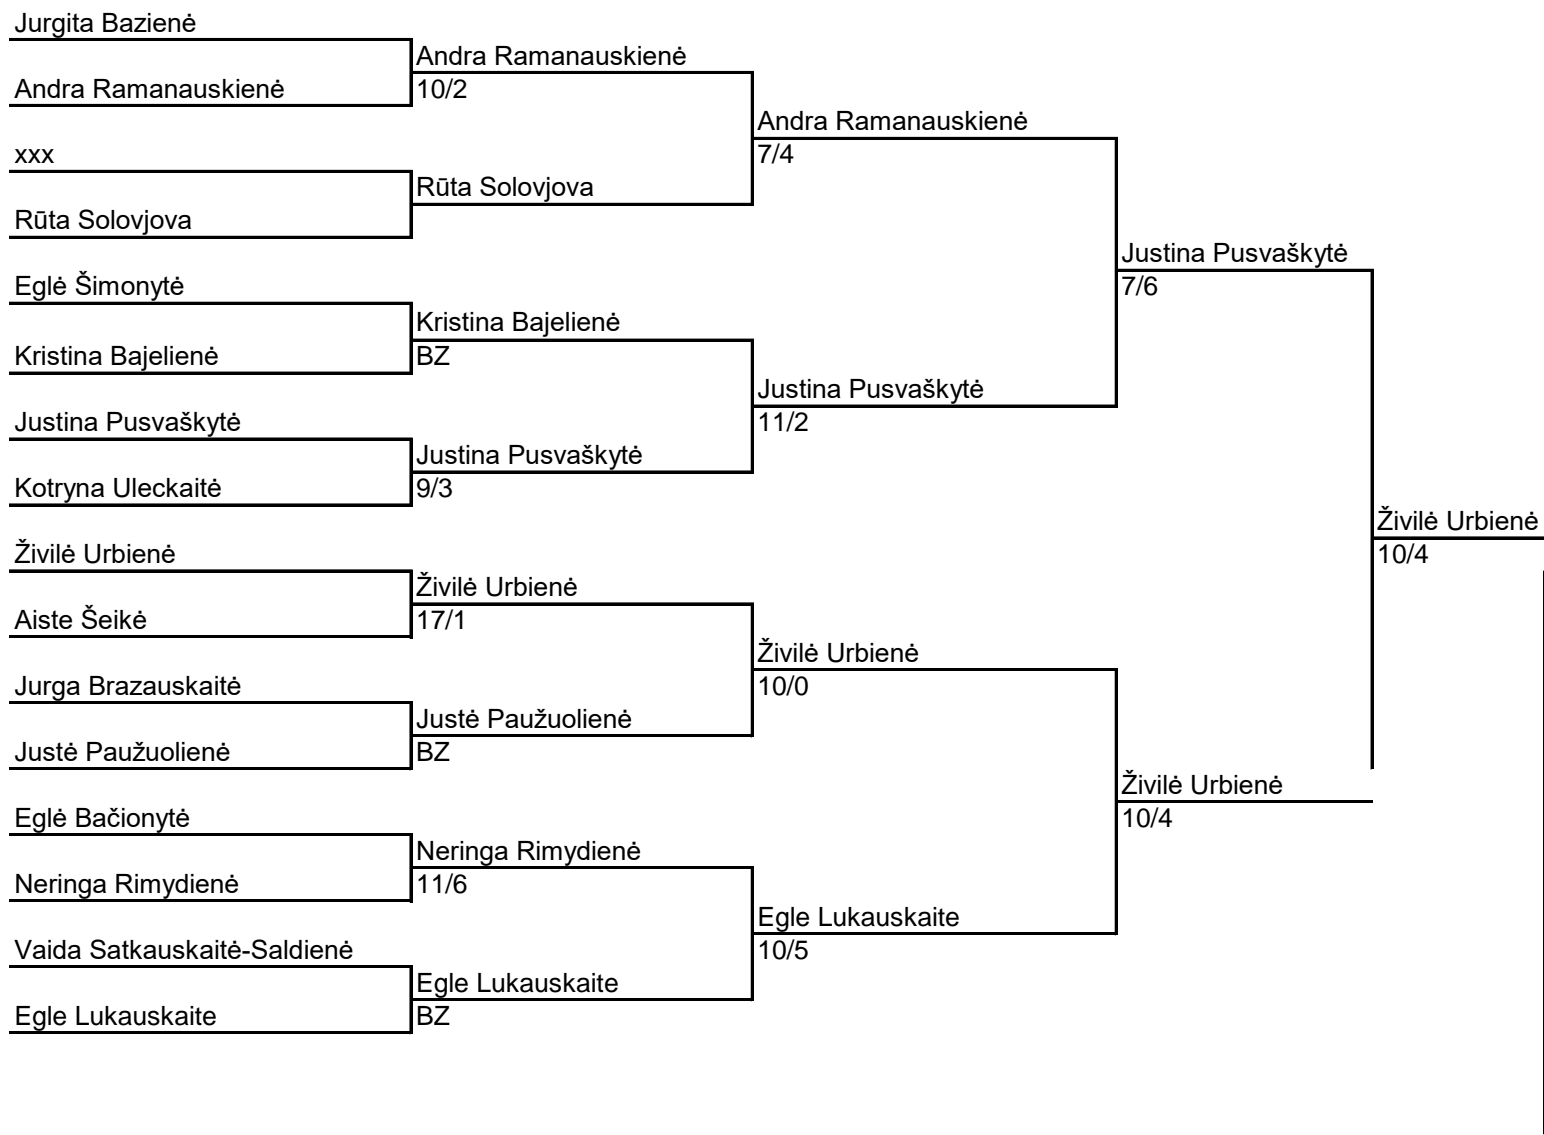 Jurgita Bazienė
Andra Ramanauskienė
Andra Ramanauskienė
10/2
Andra Ramanauskienė
7/4
xxx
Rūta Solovjova
Rūta Solovjova
Justina Pusvaškytė
7/6
Eglė Šimonytė
Kristina Bajelienė
Kristina Bajelienė
BZ
Justina Pusvaškytė
11/2
Justina Pusvaškytė
Justina Pusvaškytė
Kotryna Uleckaitė
9/3
Živilė Urbienė
10/4
Živilė Urbienė
Živilė Urbienė
Aiste Šeikė
17/1
Živilė Urbienė
10/0
Jurga Brazauskaitė
Justė Paužuolienė
Justė Paužuolienė
BZ
Živilė Urbienė
10/4
Eglė Bačionytė
Neringa Rimydienė
Neringa Rimydienė
11/6
Egle Lukauskaite
10/5
Vaida Satkauskaitė-Saldienė
Egle Lukauskaite
Egle Lukauskaite
BZ